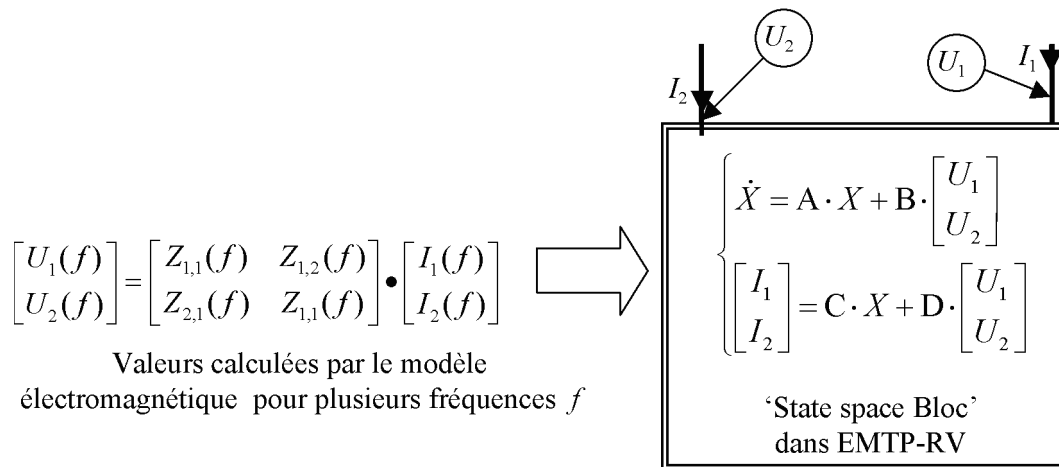 U₂
U₁
I₂
I₁
[U₁(f) U₂(f)] = [Z₁,₁(f) Z₁,₂(f) Z₂,₁(f) Z₁,₁(f)] • [I₁(f) I₂(f)]
Valeurs calculées par le modèle
électromagnétique pour plusieurs fréquences f
Ẋ = A · X + B · [U₁ U₂]
[I₁ I₂] = C · X + D · [U₁ U₂]
‘State space Bloc’
dans EMTP-RV